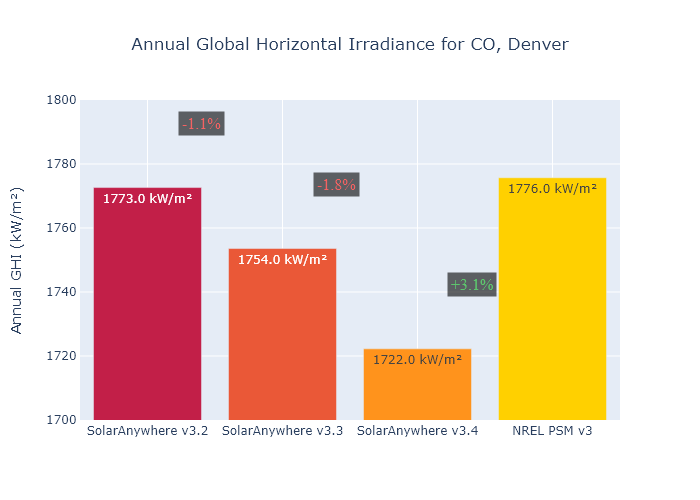 Annual Global Horizontal Irradiance for CO, Denver
Annual GHI (kW/m²)
1800
1780
1760
1740
1720
1700
-1.1%
-1.8%
+3.1%
1773.0 kW/m²
1754.0 kW/m²
1722.0 kW/m²
1776.0 kW/m²
SolarAnywhere v3.2
SolarAnywhere v3.3
SolarAnywhere v3.4
NREL PSM v3